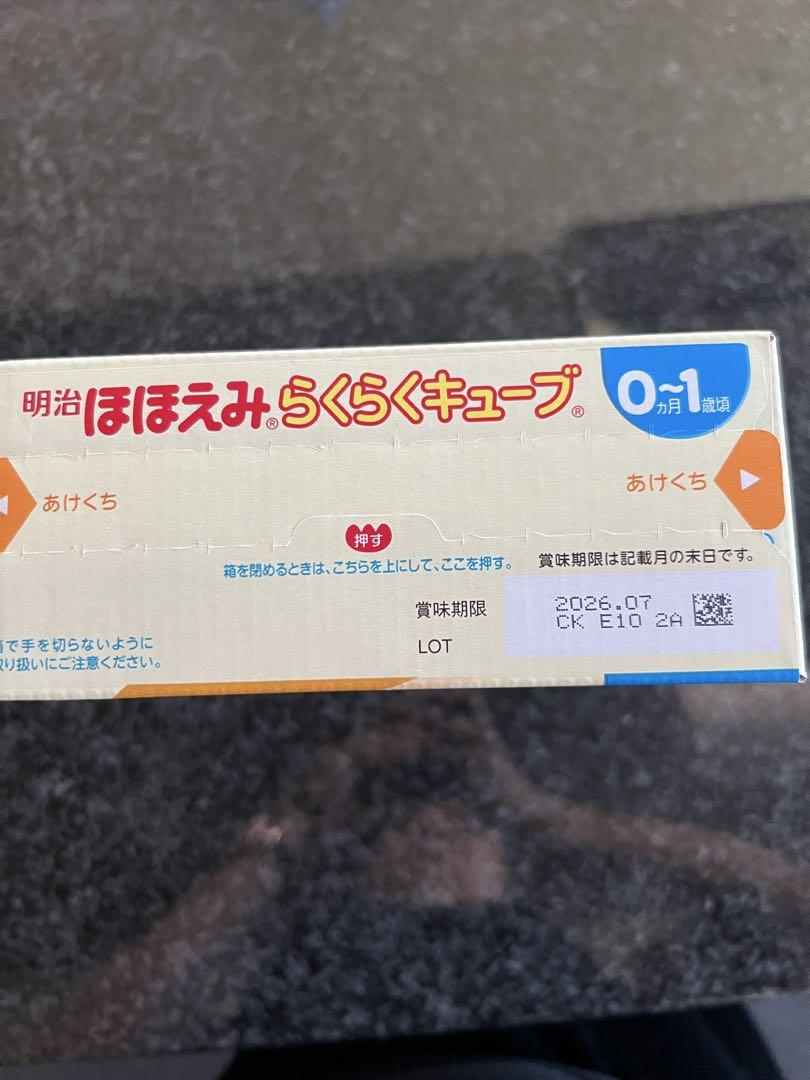 明治ほほえみ®らくらくキューブ®
0ヵ月~1歳頃
あけくち
あけくち
押す
箱を閉めるときは、こちらを上にして、ここを押す。
賞味期限は記載月の末日です。
賞味期限 2026.07
LOT CK E10 2A
で手を切らないように
り扱いにご注意ください。